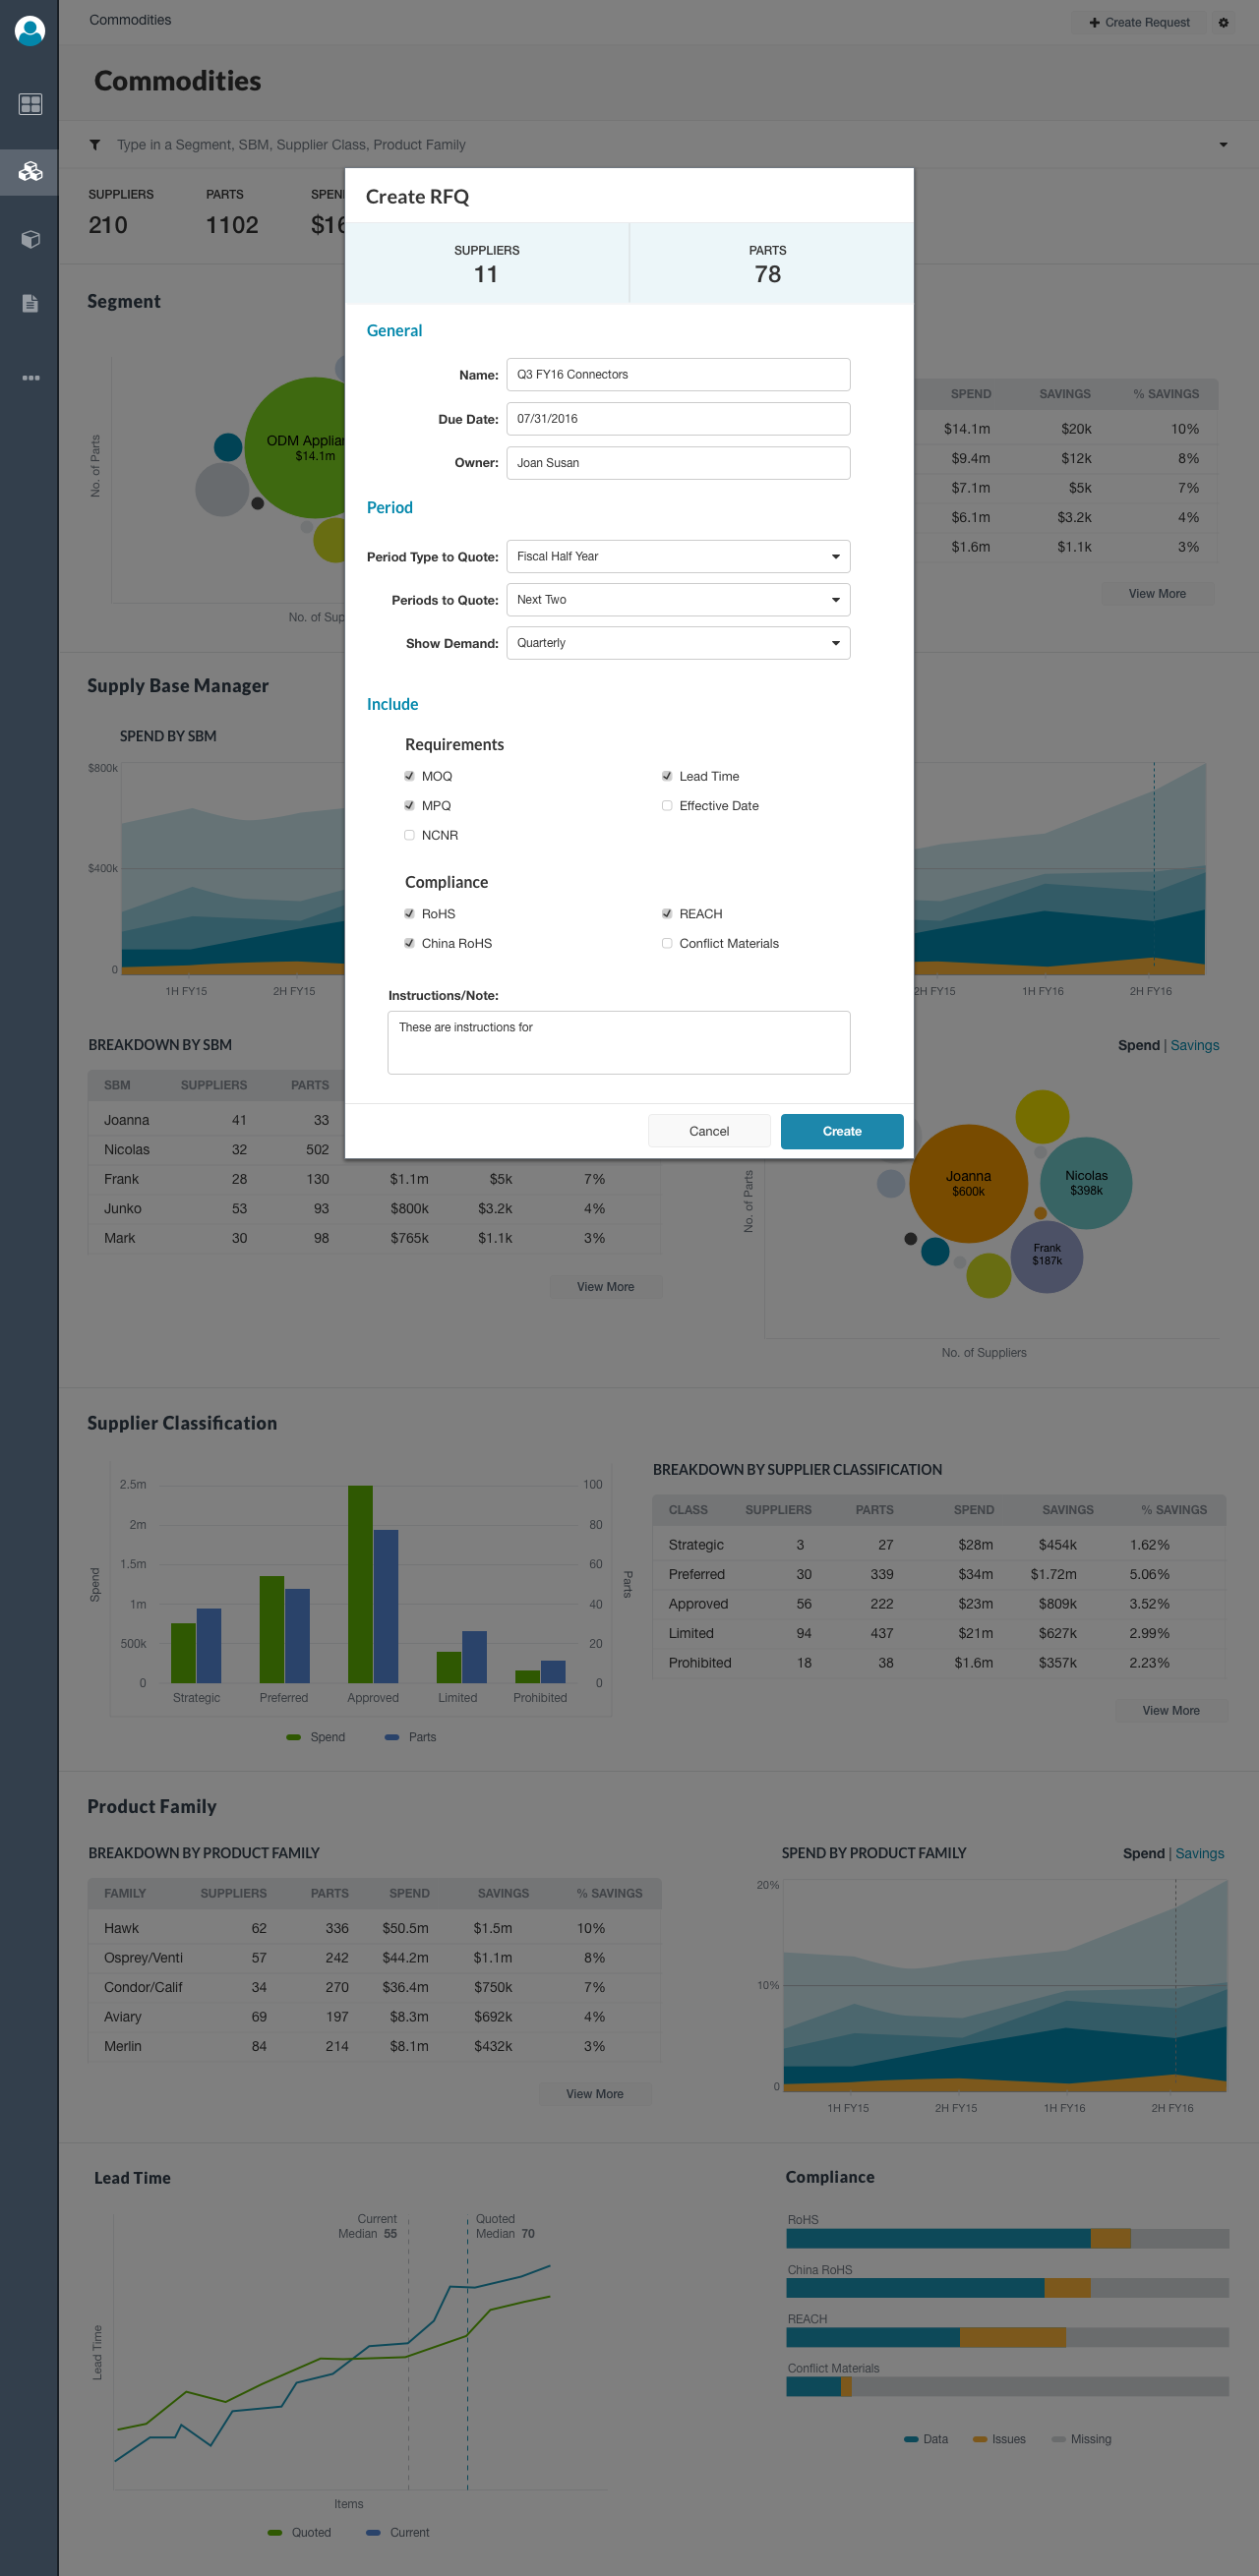 Commodities
Create Request
Commodities
Type in a Segment, SBM, Supplier Class, Product Family
SUPPLIERS PARTS
210 1102
Create RFQ
SUPPLIERS PARTS
11 78
General
Name: Q3 FY16 Connectors
Due Date: 07/31/2016
Owner: Joan Susan
Period
Period Type to Quote: Fiscal Half Year
Periods to Quote: Next Two
Show Demand: Quarterly
Include
Requirements
MOQ Lead Time
MPQ Effective Date
NCNR
Compliance
RoHS REACH
China RoHS Conflict Materials
Instructions/Note:
These are instructions for
Cancel Create
Segment
No. of Parts
ODM
$14.1m
No. of
SPEND SAVINGS % SAVINGS
$14.1m $20k 10%
$9.4m $12k 8%
$7.1m $5k 7%
$6.1m $3.2k 4%
$1.6m $1.1k 3%
View More
Supply Base Manager
SPEND BY SBM
$800k
$400k
0
1H FY15 2H FY15
2H FY15 1H FY16 2H FY16
BREAKDOWN BY SBM
SBM SUPPLIERS PARTS
Joanna 41 33
Nicolas 32 502
Frank 28 130 $1.1m $5k 7%
Junko 53 93 $800k $3.2k 4%
Mark 30 98 $765k $1.1k 3%
View More
Spend | Savings
No. of Parts
Joanna
$600k
Nicolas
$398k
Frank
$187k
No. of Suppliers
Supplier Classification
Spend
2.5m
2m
1.5m
1m
500k
0
100
80
60
40
20
0
Parts
Strategic Preferred Approved Limited Prohibited
Spend Parts
BREAKDOWN BY SUPPLIER CLASSIFICATION
CLASS SUPPLIERS PARTS SPEND SAVINGS % SAVINGS
Strategic 3 27 $28m $454k 1.62%
Preferred 30 339 $34m $1.72m 5.06%
Approved 56 222 $23m $809k 3.52%
Limited 94 437 $21m $627k 2.99%
Prohibited 18 38 $1.6m $357k 2.23%
View More
Product Family
BREAKDOWN BY PRODUCT FAMILY
FAMILY SUPPLIERS PARTS SPEND SAVINGS % SAVINGS
Hawk 62 336 $50.5m $1.5m 10%
Osprey/Venti 57 242 $44.2m $1.1m 8%
Condor/Calif 34 270 $36.4m $750k 7%
Aviary 69 197 $8.3m $692k 4%
Merlin 84 214 $8.1m $432k 3%
View More
SPEND BY PRODUCT FAMILY Spend | Savings
20%
10%
0
1H FY15 2H FY15 1H FY16 2H FY16
Lead Time
Current
Median 55
Quoted
Median 70
Lead Time
Items
Quoted Current
Compliance
RoHS
China RoHS
REACH
Conflict Materials
Data Issues Missing